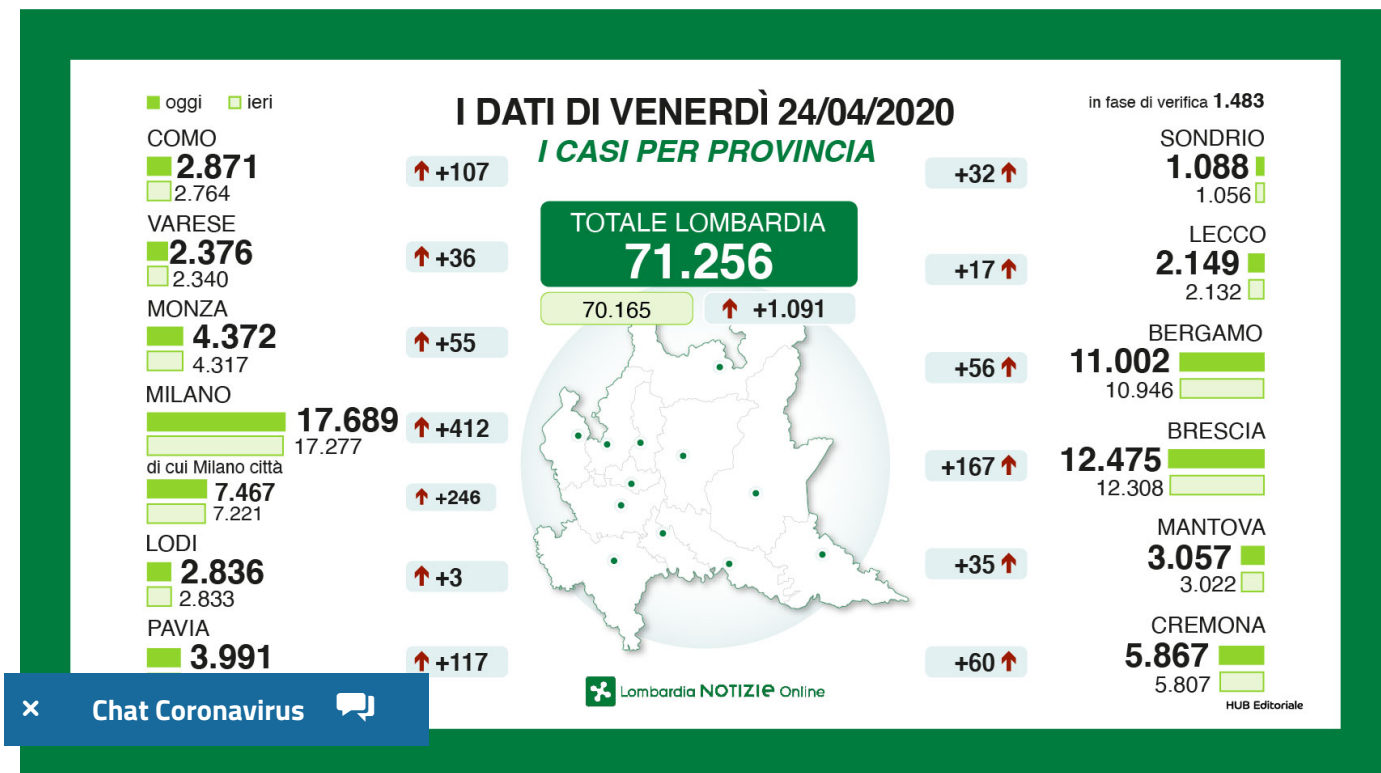 oggi ieri
I DATI DI VENERDÌ 24/04/2020
I CASI PER PROVINCIA
in fase di verifica 1.483
TOTALE LOMBARDIA
71.256
70.165 +1.091
COMO
2.871
2.764
+107
VARESE
2.376
2.340
+36
MONZA
4.372
4.317
+55
MILANO
17.689
17.277
+412
di cui Milano città
7.467
7.221
+246
LODI
2.836
2.833
+3
PAVIA
3.991
+117
SONDRIO
1.088
1.056
+32
LECCO
2.149
2.132
+17
BERGAMO
11.002
10.946
+56
BRESCIA
12.475
12.308
+167
MANTOVA
3.057
3.022
+35
CREMONA
5.867
5.807
+60
Lombardia NOTIZIE Online
HUB Editoriale
× Chat Coronavirus